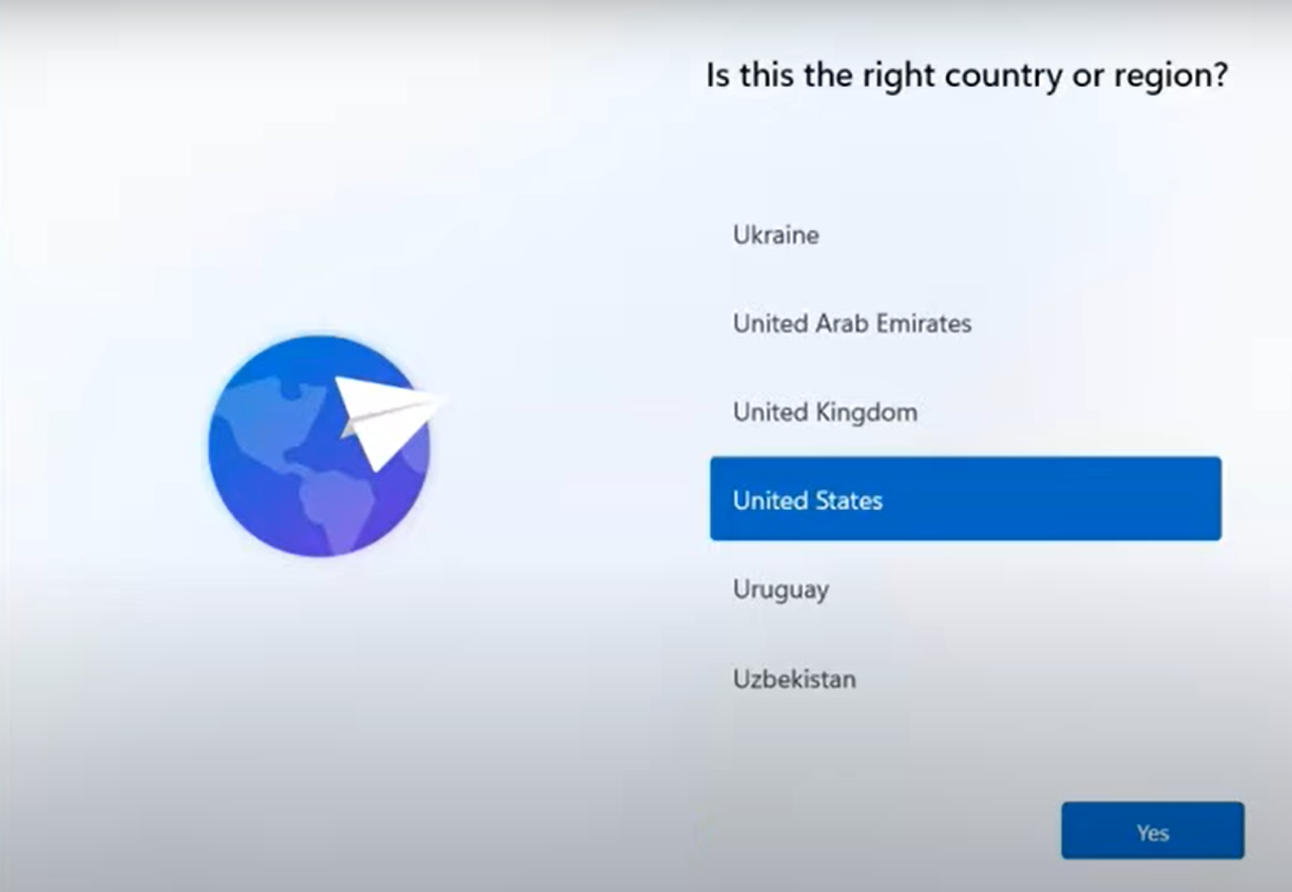 Is this the right country or region?
Ukraine
United Arab Emirates
United Kingdom
United States
Uruguay
Uzbekistan
Yes